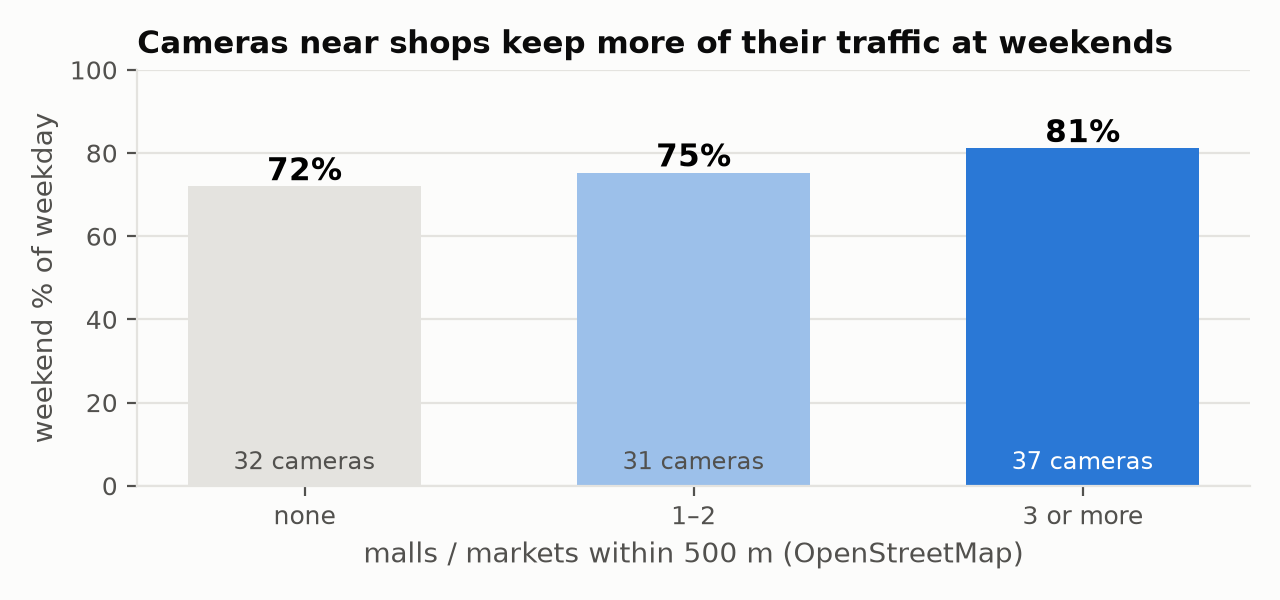 Cameras near shops keep more of their traffic at weekends
weekend % of weekday
100
80
60
40
20
0
72%
75%
81%
32 cameras
31 cameras
37 cameras
none
1–2
3 or more
malls / markets within 500 m (OpenStreetMap)